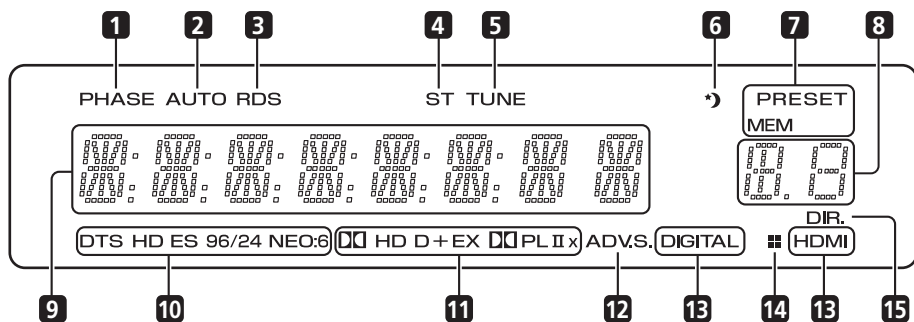 1 2 3 4 5 6 7 8
PHASE AUTO RDS ST TUNE PRESET
MEM
9
DIR.
DTS HD ES 96/24 NEO:6 HD D+EX PLIIx ADV.S. DIGITAL HDMI
10 11 12 13 14 13 15